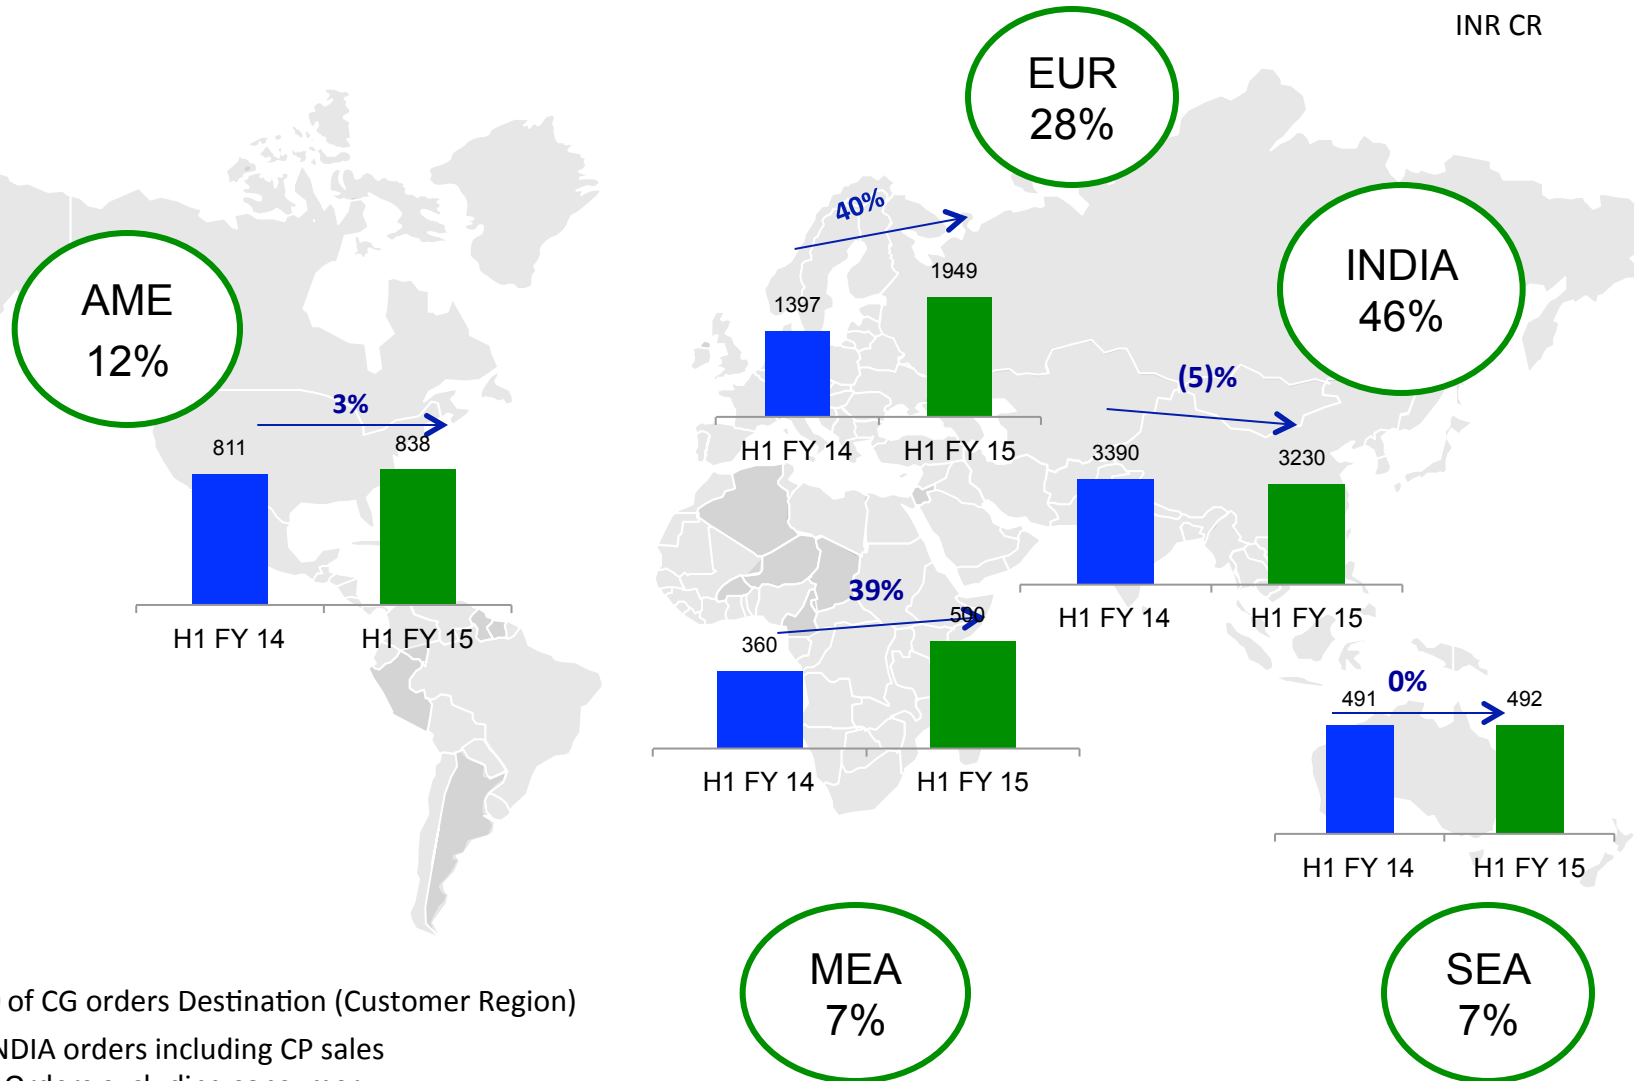 INR CR
EUR
28%
INDIA
46%
AME
12%
40%
1397
1949
H1 FY 14
H1 FY 15
3%
811
838
H1 FY 14
H1 FY 15
(5)%
3390
3230
39%
360
500
H1 FY 14
H1 FY 15
H1 FY 14
H1 FY 15
0%
491
492
H1 FY 14
H1 FY 15
MEA
7%
SEA
7%
of CG orders Destination (Customer Region)
orders including CP sales